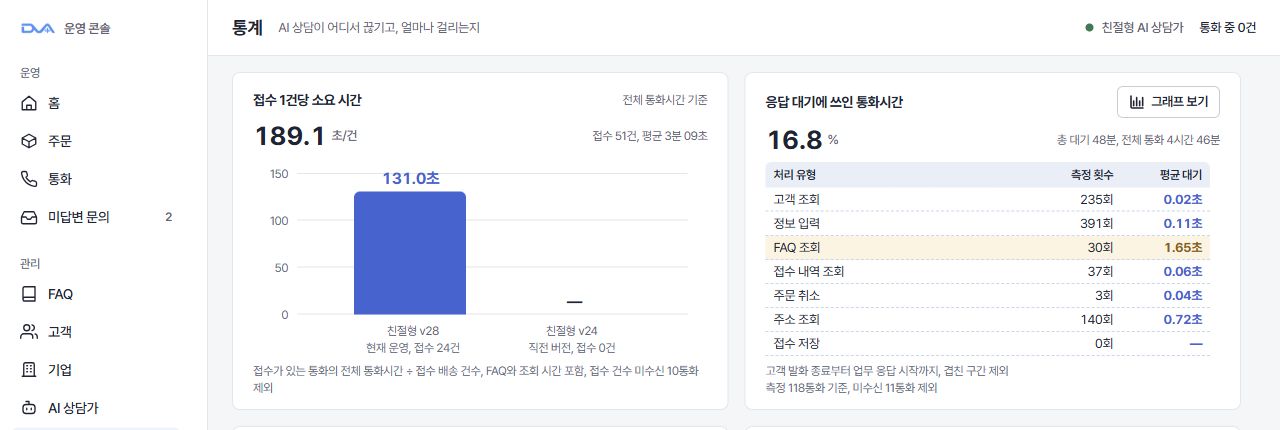 DVA 운영 콘솔
운영
홈
주문
통화
미답변 문의 2
관리
FAQ
고객
기업
AI 상담가
통계 AI 상담이 어디서 끊기고, 얼마나 걸리는지
친절형 AI 상담가 통화 중 0건
접수 1건당 소요 시간 전체 통화시간 기준
189.1 초/건 접수 51건, 평균 3분 09초
150
131.0초
100
50
0
—
친절형 v28 친절형 v24
현재 운영, 접수 24건 직전 버전, 접수 0건
접수가 있는 통화의 전체 통화시간 ÷ 접수 배송 건수, FAQ와 조회 시간 포함, 접수 건수 미수신 10통화
제외
응답 대기에 쓰인 통화시간 그래프 보기
16.8 % 총 대기 48분, 전체 통화 4시간 46분
처리 유형 측정 횟수 평균 대기
고객 조회 235회 0.02초
정보 입력 391회 0.11초
FAQ 조회 30회 1.65초
접수 내역 조회 37회 0.06초
주문 취소 3회 0.04초
주소 조회 140회 0.72초
접수 저장 0회 —
고객 발화 종료부터 업무 응답 시작까지, 겹친 구간 제외
측정 118통화 기준, 미수신 11통화 제외